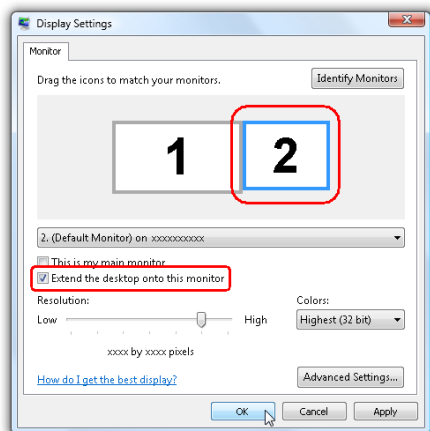 Display Settings
Monitor
Drag the icons to match your monitors.
Identify Monitors
1
2
2. (Default Monitor) on xxxxxxxxxx
This is my main monitor
Extend the desktop onto this monitor
Resolution:
Colors:
Low
High
Highest (32 bit)
xxxx by xxxx pixels
How do I get the best display?
Advanced Settings...
OK
Cancel
Apply